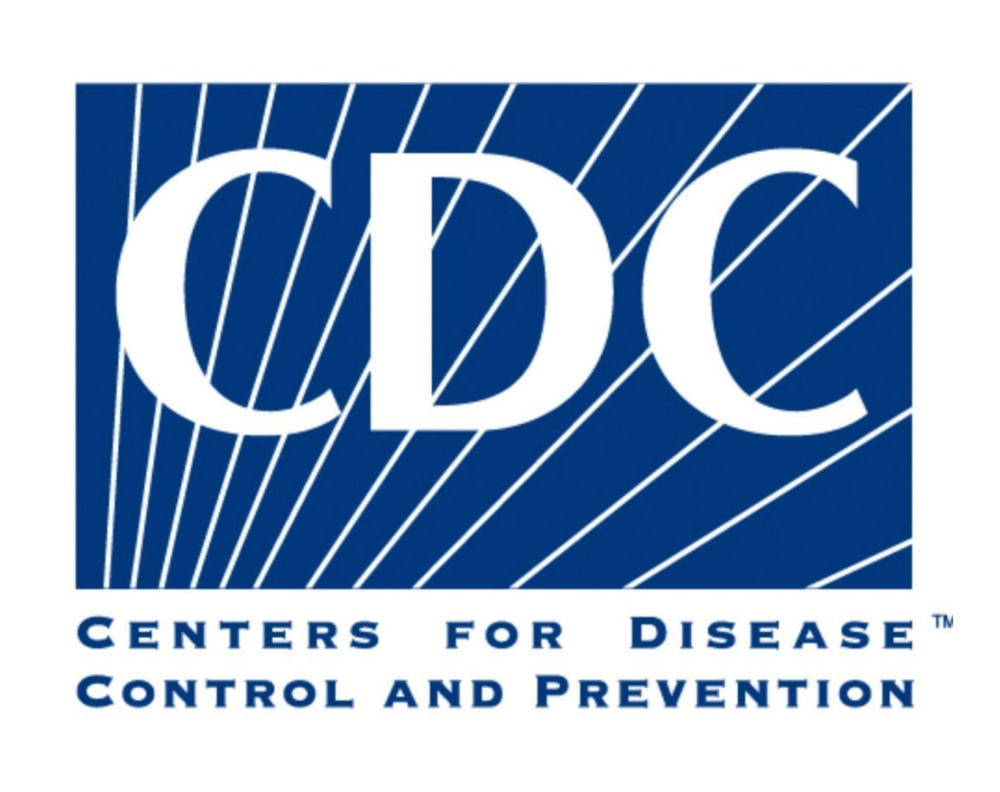 CDC
CENTERS FOR DISEASE™
CONTROL AND PREVENTION